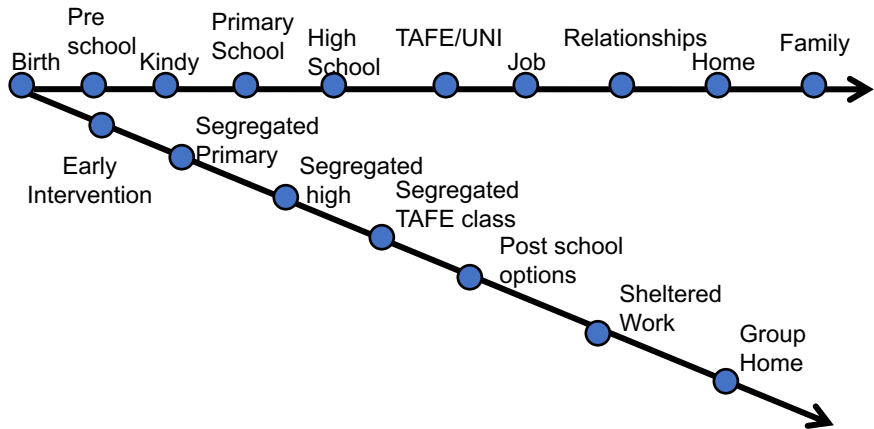 Birth
Pre
school
Kindy
Primary
School
High
School
TAFE/UNI
Job
Relationships
Home
Family
Early
Intervention
Segregated
Primary
Segregated
high
Segregated
TAFE class
Post school
options
Sheltered
Work
Group
Home